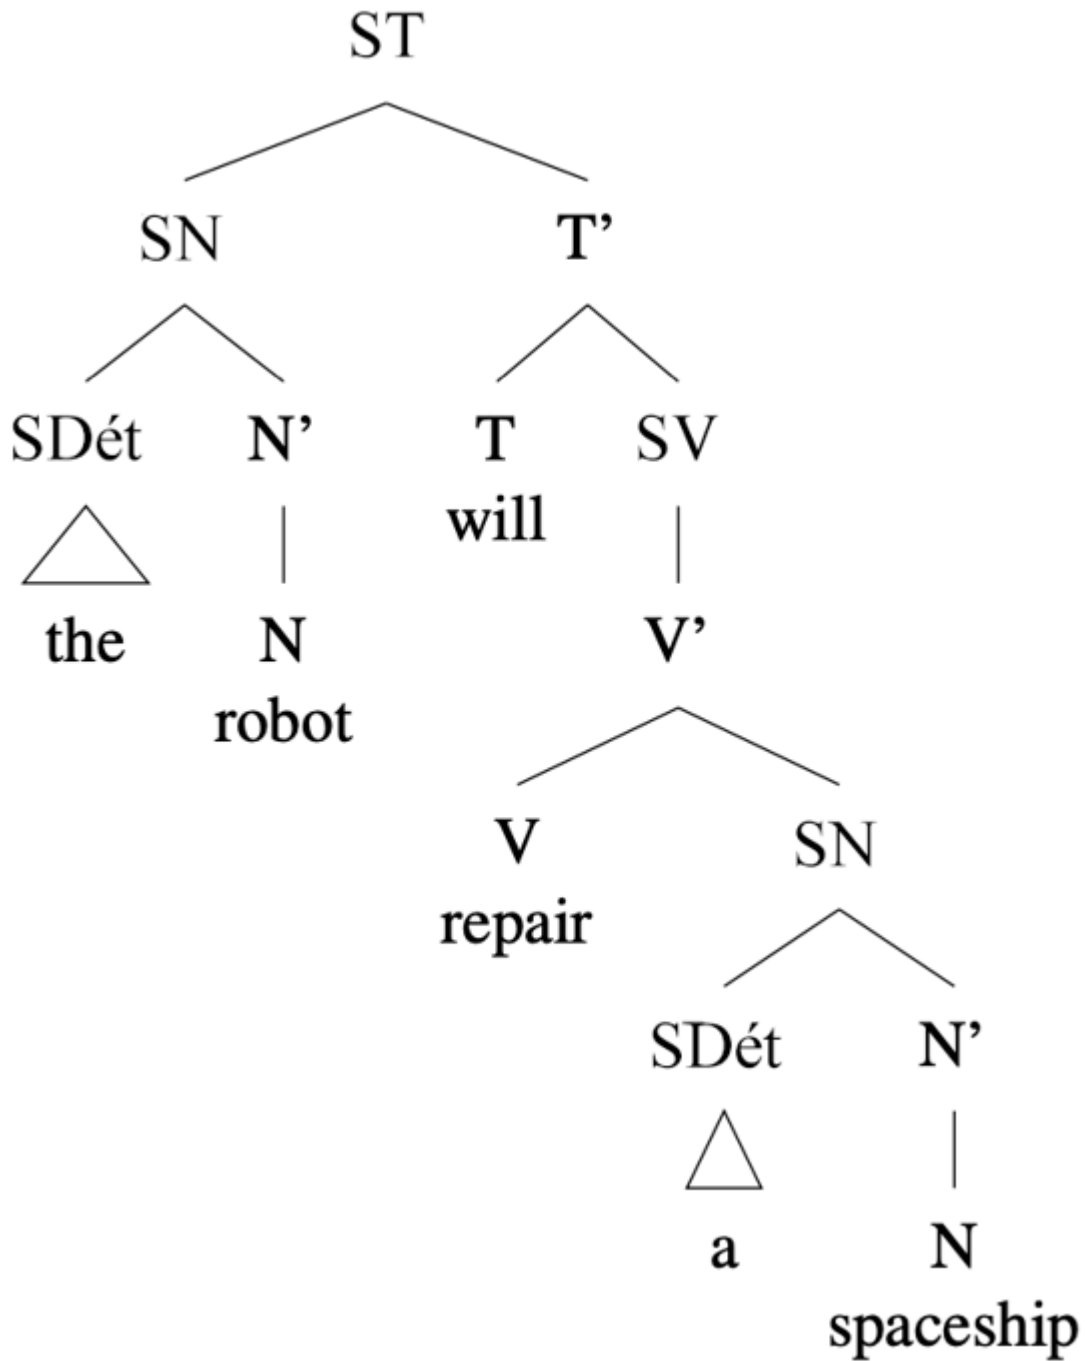 ST
SN T’
SDét N’ T SV
will
the N V’
robot
V SN
repair
SDét N’
a N
spaceship